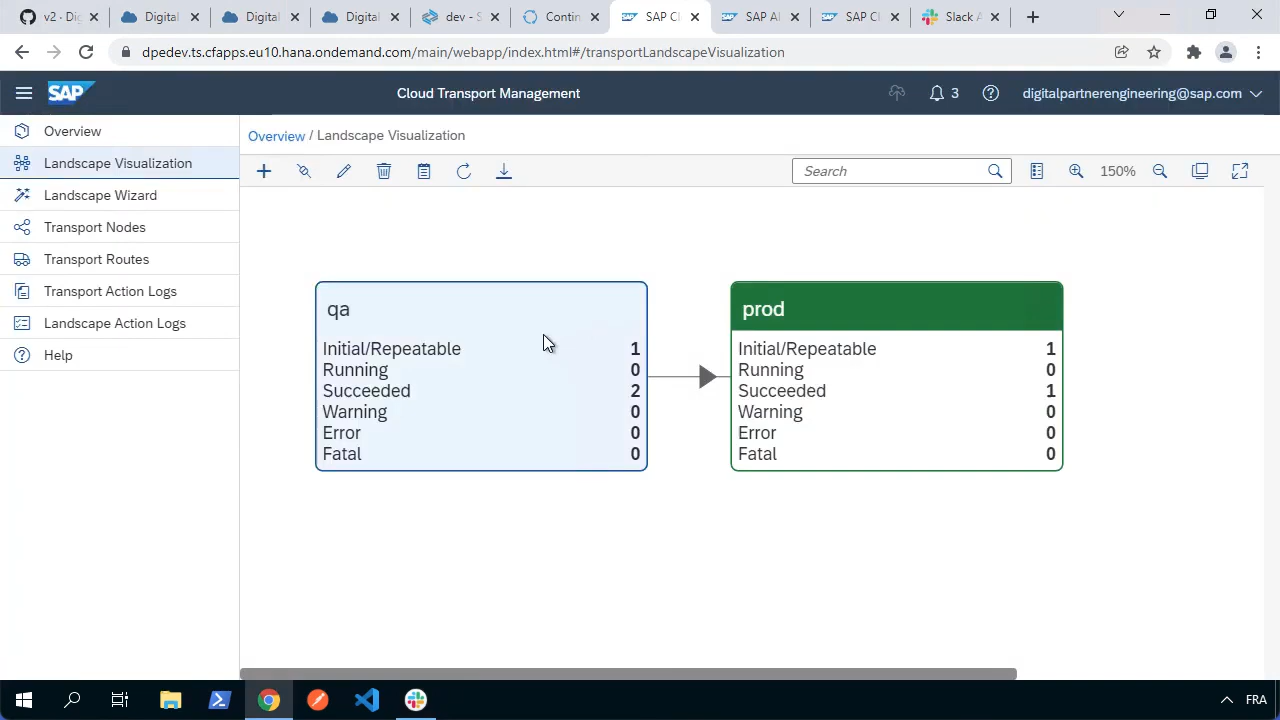 v2 - Dig
Digital
Digital
Digital
dev - S
Contin
SAP Cl
SAP Al
SAP Cl
Slack A
dpedev.ts.cfapps.eu10.hana.ondemand.com/main/webapp/index.html#/transportLandscapeVisualization
SAP
Cloud Transport Management
3
digitalpartnerengineering@sap.com
Overview
Landscape Visualization
Landscape Wizard
Transport Nodes
Transport Routes
Transport Action Logs
Landscape Action Logs
Help
Overview / Landscape Visualization
Search
150%
qa
Initial/Repeatable 1
Running 0
Succeeded 2
Warning 0
Error 0
Fatal 0
prod
Initial/Repeatable 1
Running 0
Succeeded 1
Warning 0
Error 0
Fatal 0
FRA